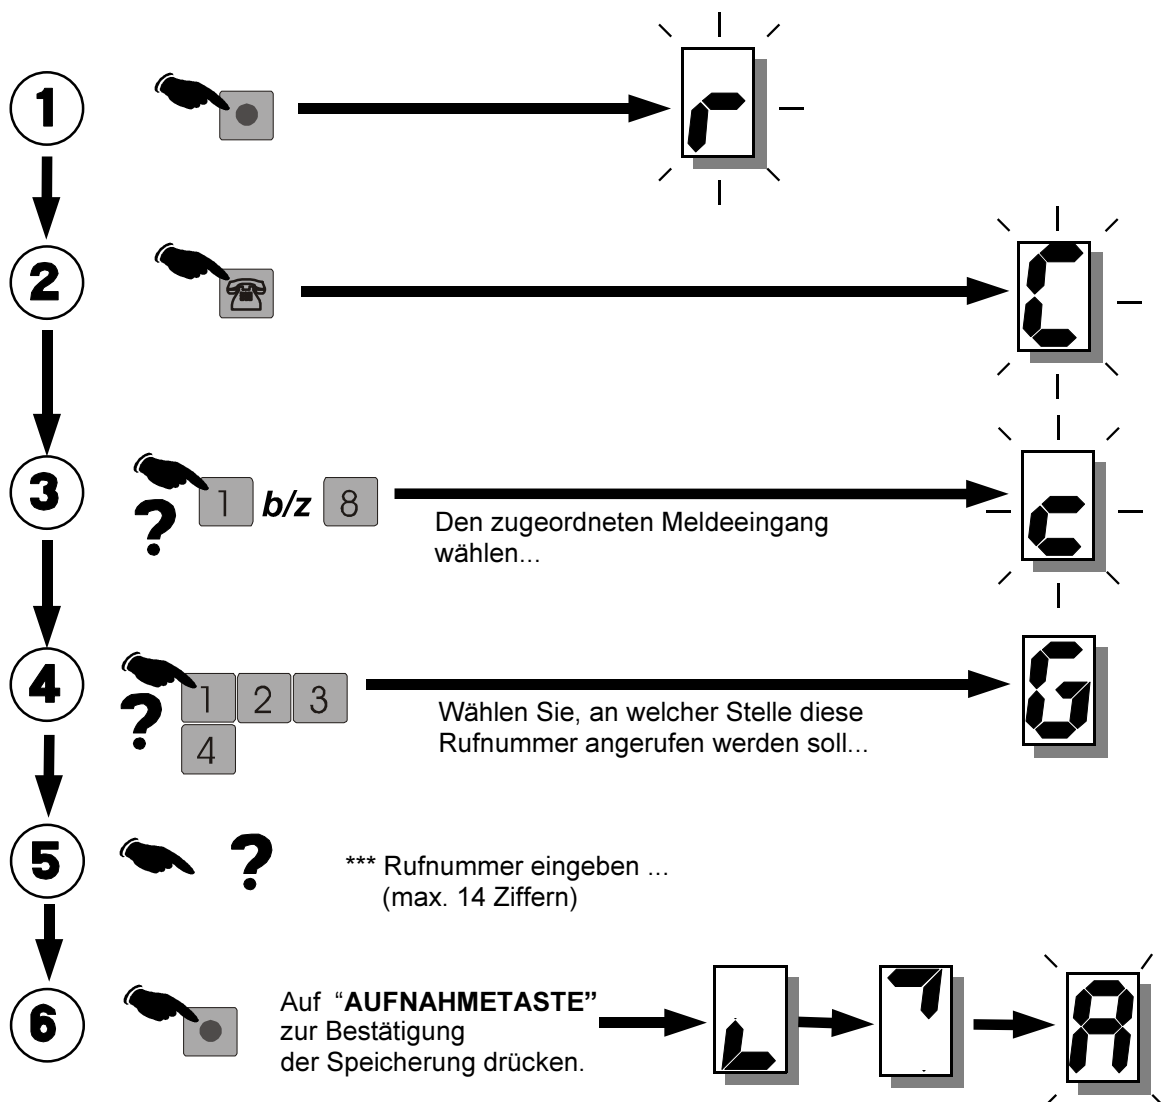 1
r
2
C
3
1 b/z 8
?
Den zugeordneten Meldeeingang
wählen...
c
4
1 2 3
4
?
Wählen Sie, an welcher Stelle diese
Rufnummer angerufen werden soll...
G
5
?
*** Rufnummer eingeben ...
(max. 14 Ziffern)
6
Auf “AUFNAHMETASTE”
zur Bestätigung
der Speicherung drücken.
A